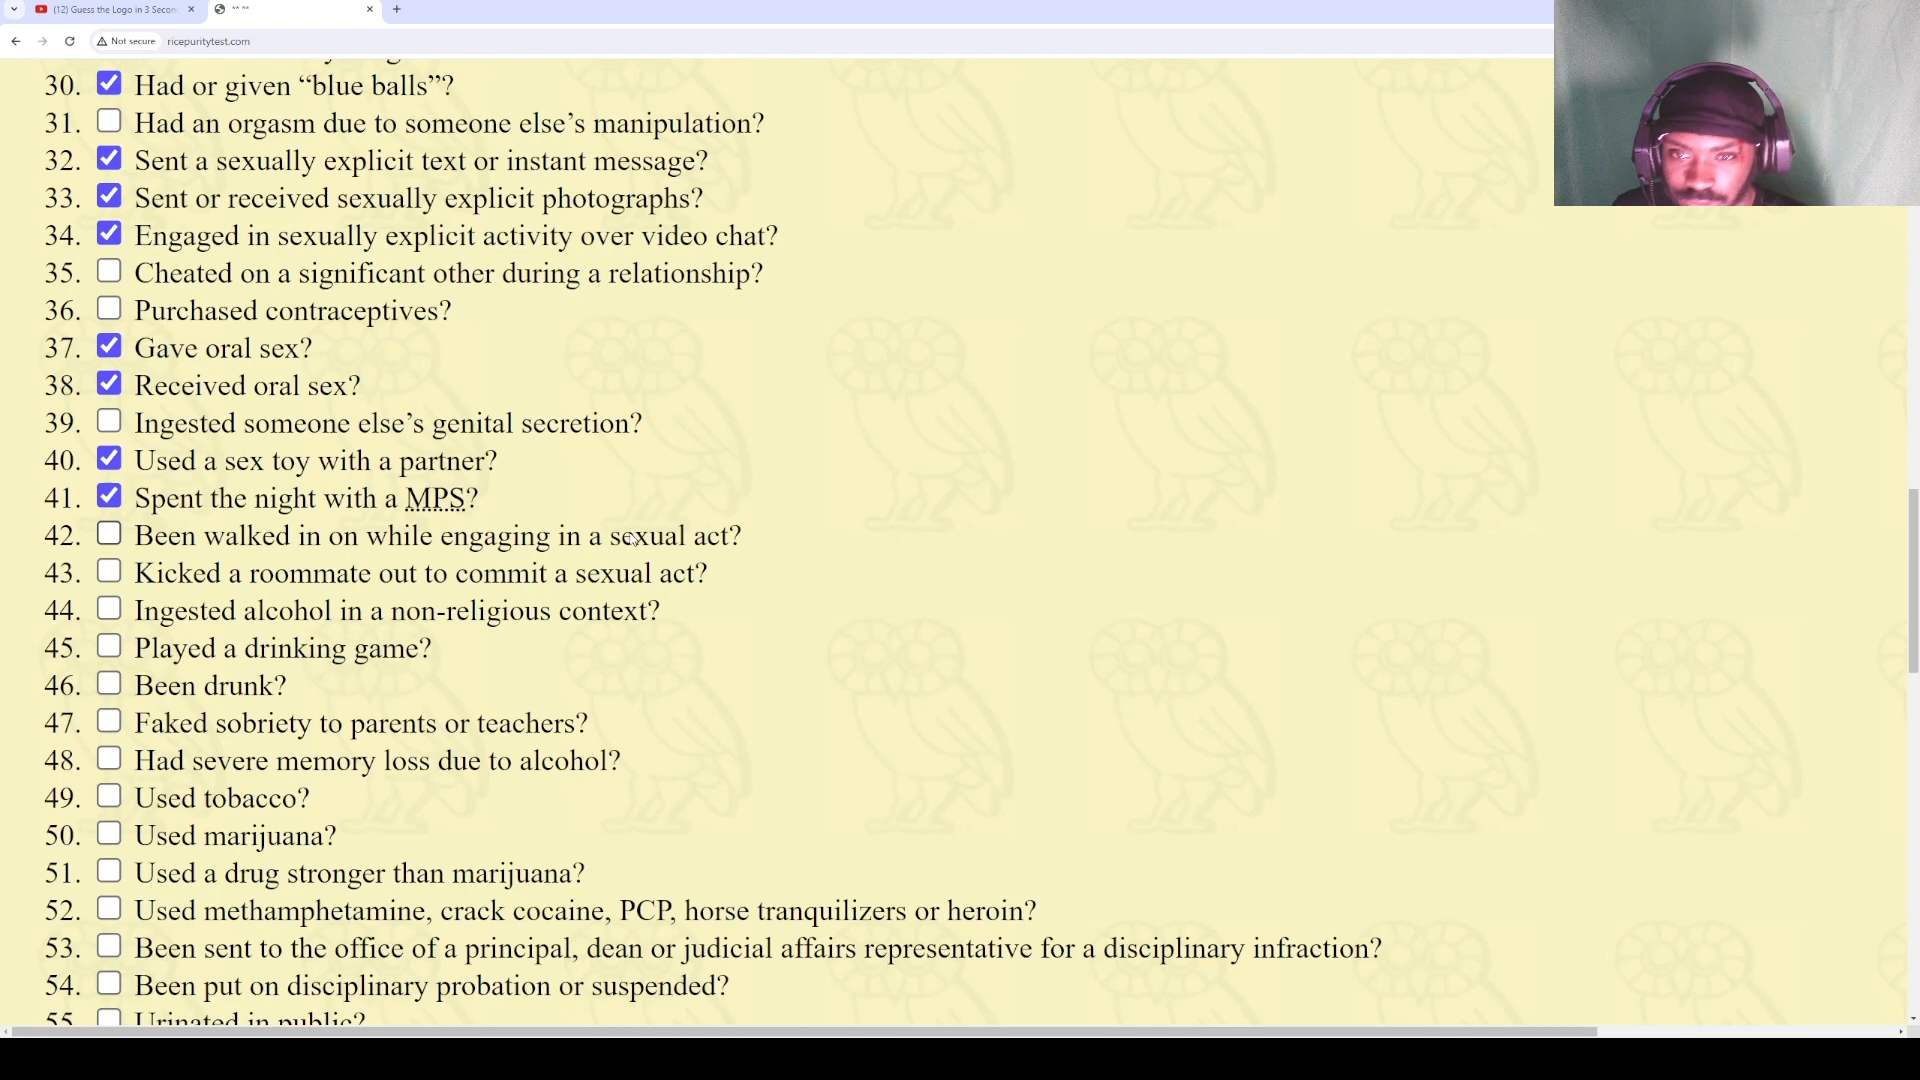 (12) Guess the Logo in 3 Secon
** **
Not secure
ricepuritytest.com
30. Had or given “blue balls”?
31. Had an orgasm due to someone else’s manipulation?
32. Sent a sexually explicit text or instant message?
33. Sent or received sexually explicit photographs?
34. Engaged in sexually explicit activity over video chat?
35. Cheated on a significant other during a relationship?
36. Purchased contraceptives?
37. Gave oral sex?
38. Received oral sex?
39. Ingested someone else’s genital secretion?
40. Used a sex toy with a partner?
41. Spent the night with a MPS?
42. Been walked in on while engaging in a sexual act?
43. Kicked a roommate out to commit a sexual act?
44. Ingested alcohol in a non-religious context?
45. Played a drinking game?
46. Been drunk?
47. Faked sobriety to parents or teachers?
48. Had severe memory loss due to alcohol?
49. Used tobacco?
50. Used marijuana?
51. Used a drug stronger than marijuana?
52. Used methamphetamine, crack cocaine, PCP, horse tranquilizers or heroin?
53. Been sent to the office of a principal, dean or judicial affairs representative for a disciplinary infraction?
54. Been put on disciplinary probation or suspended?
55. Urinated in public?